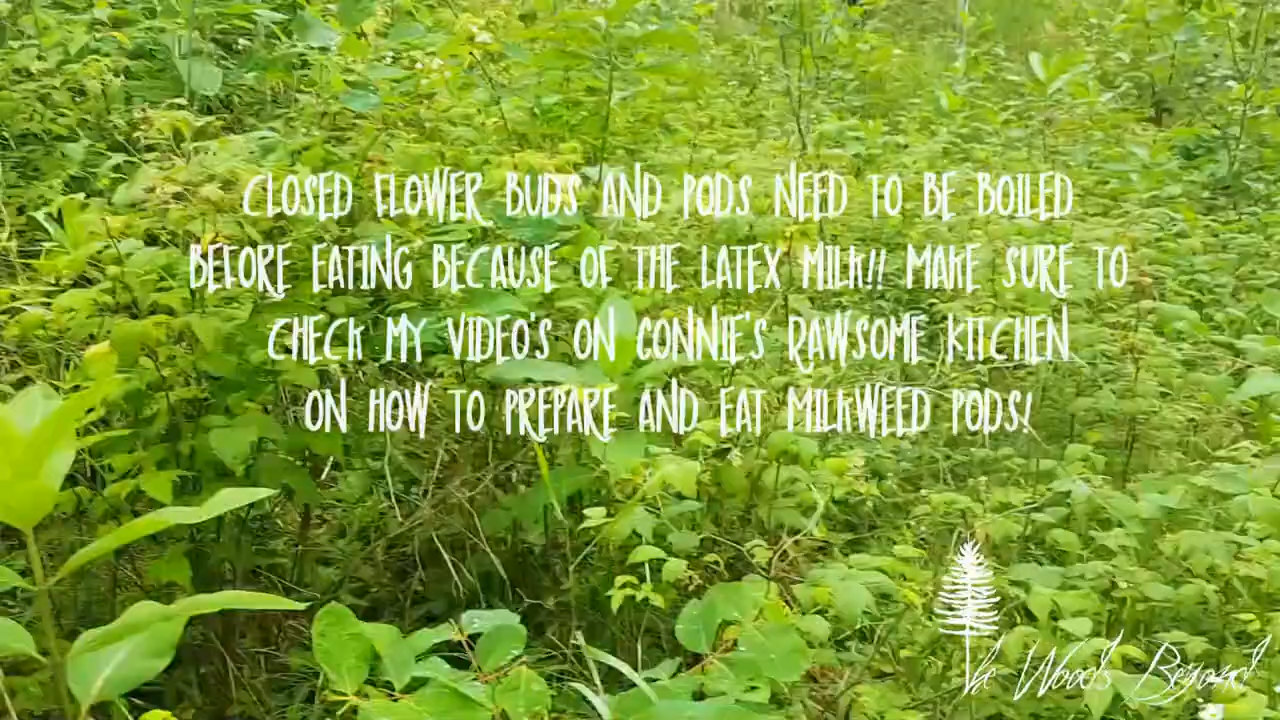 CLOSED FLOWER BUDS AND PODS NEED TO BE BOILED
BEFORE EATING BECAUSE OF THE LATEX MILK!! MAKE SURE TO
CHECK MY VIDEO'S ON CONNIE'S RAWSOME KITCHEN
ON HOW TO PREPARE AND EAT MILKWEED PODS!
The Woods Beyond